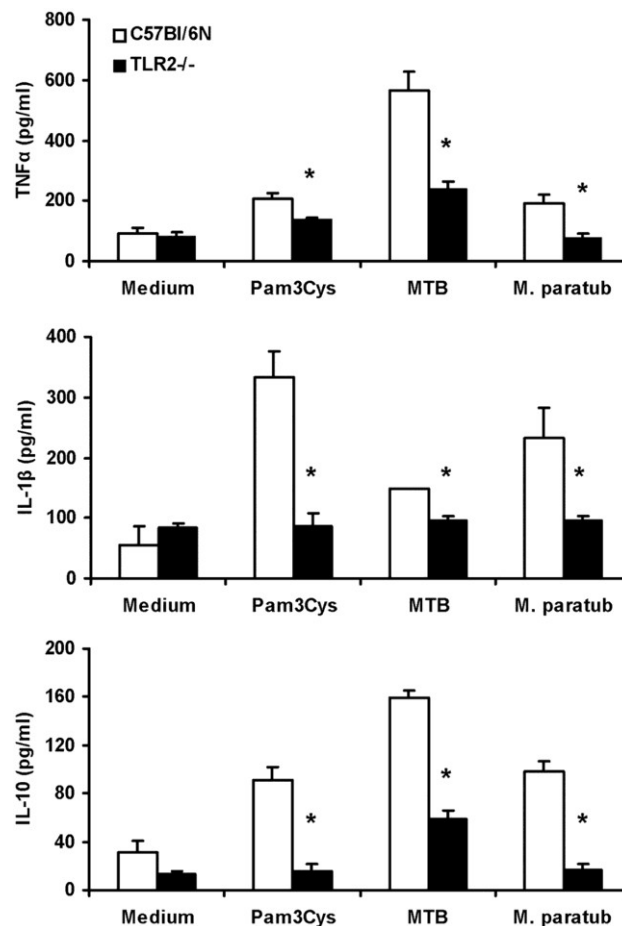 800
C57Bl/6N
TLR2-/-
600
TNFα (pg/ml)
400
*
*
*
200
0
Medium Pam3Cys MTB M. paratub
400
300
IL-1β (pg/ml)
200
* * *
100
0
Medium Pam3Cys MTB M. paratub
200
160
IL-10 (pg/ml)
120
*
80
* *
40
0
Medium Pam3Cys MTB M. paratub